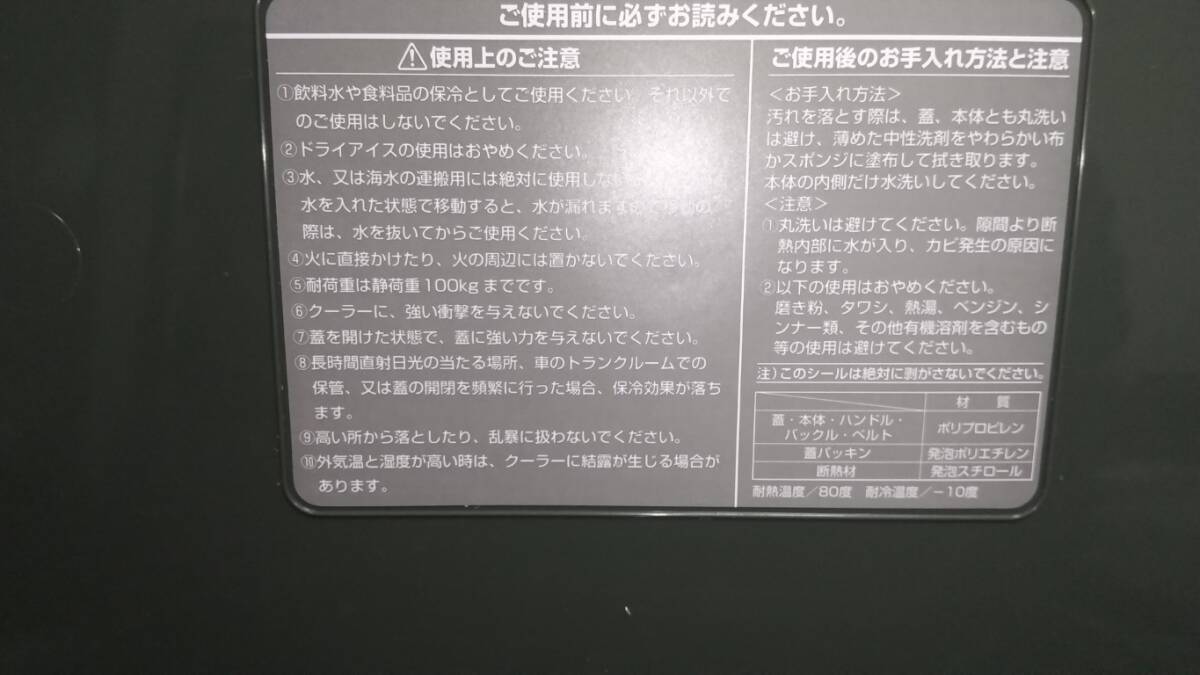 ご使用前に必ずお読みください。
⚠使用上のご注意
①飲料水や食料品の保冷としてご使用ください。それ以外で
のご使用はしないでください。
②ドライアイスの使用はおやめください。
③水、又は海水の運搬用には絶対に使用しな
水を入れた状態で移動すると、水が漏れますので移動の
際は、水を抜いてからご使用ください。
④火に直接かけたり、火の周辺には置かないでください。
⑤耐荷重は静荷重100kgまでです。
⑥クーラーに、強い衝撃を与えないでください。
⑦蓋を開けた状態で、蓋に強い力を与えないでください。
⑧長時間直射日光の当たる場所、車のトランクルームでの
保管、又は蓋の開閉を頻繁に行った場合、保冷効果が落ち
ます。
⑨高い所から落としたり、乱暴に扱わないでください。
⑩外気温と湿度が高い時は、クーラーに結露が生じる場合が
あります。
ご使用後のお手入れ方法と注意
＜お手入れ方法＞
汚れを落とす際は、蓋、本体とも丸洗い
は避け、薄めた中性洗剤をやわらかい布
かスポンジに塗布して拭き取ります。
本体の内側だけ水洗いしてください。
＜注意＞
①丸洗いは避けてください。隙間より断
熱内部に水が入り、カビ発生の原因に
なります。
②以下の使用はおやめください。
磨き粉、タワシ、熱湯、ベンジン、シ
ンナー類、その他有機溶剤を含むもの
等の使用は避けてください。
注）このシールは絶対に剥がさないでください。
材　質
蓋・本体・ハンドル・
バックル・ベルト
ポリプロピレン
蓋パッキン　発泡ポリエチレン
断熱材　発泡スチロール
耐熱温度／80度　耐冷温度／－10度